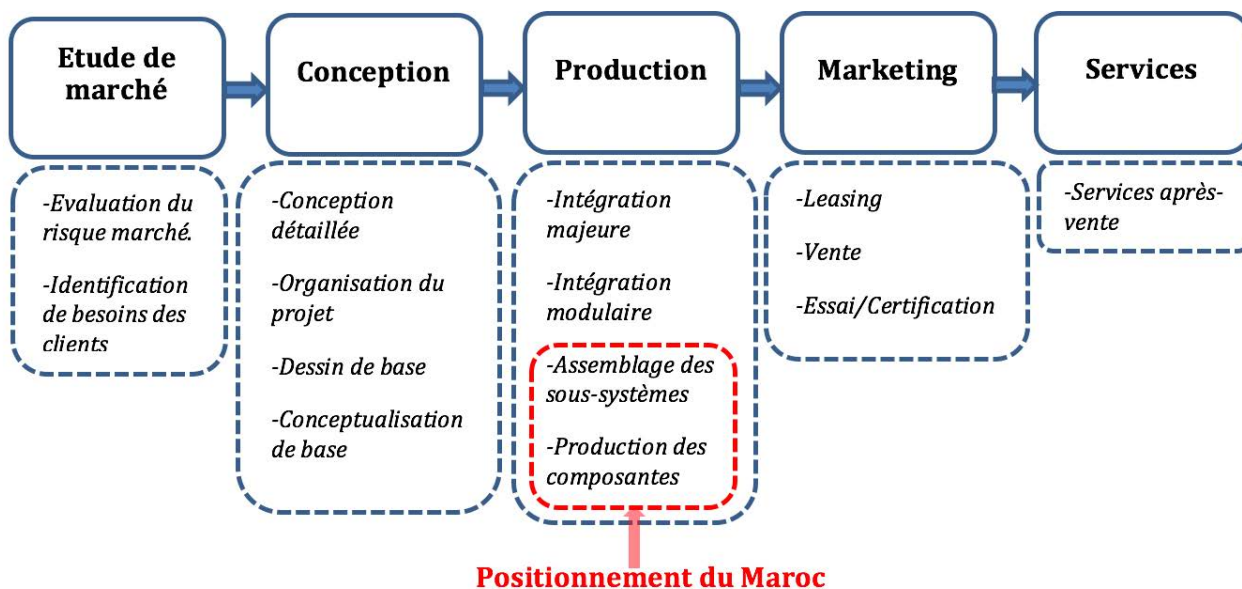 Etude de
marché
Conception
Production
Marketing
Services
-Evaluation du
risque marché.
-Identification
de besoins des
clients
-Conception
détaillée
-Organisation du
projet
-Dessin de base
-Conceptualisation
de base
-Intégration
majeure
-Intégration
modulaire
-Assemblage des
sous-systèmes
-Production des
composantes
-Leasing
-Vente
-Essai/Certification
-Services après-
vente
Positionnement du Maroc